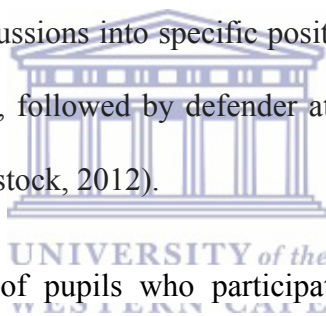 ussions into specific posit
, followed by defender at
stock, 2012).
UNIVERSITY of the
of pupils who participat
WESTERN CAPE